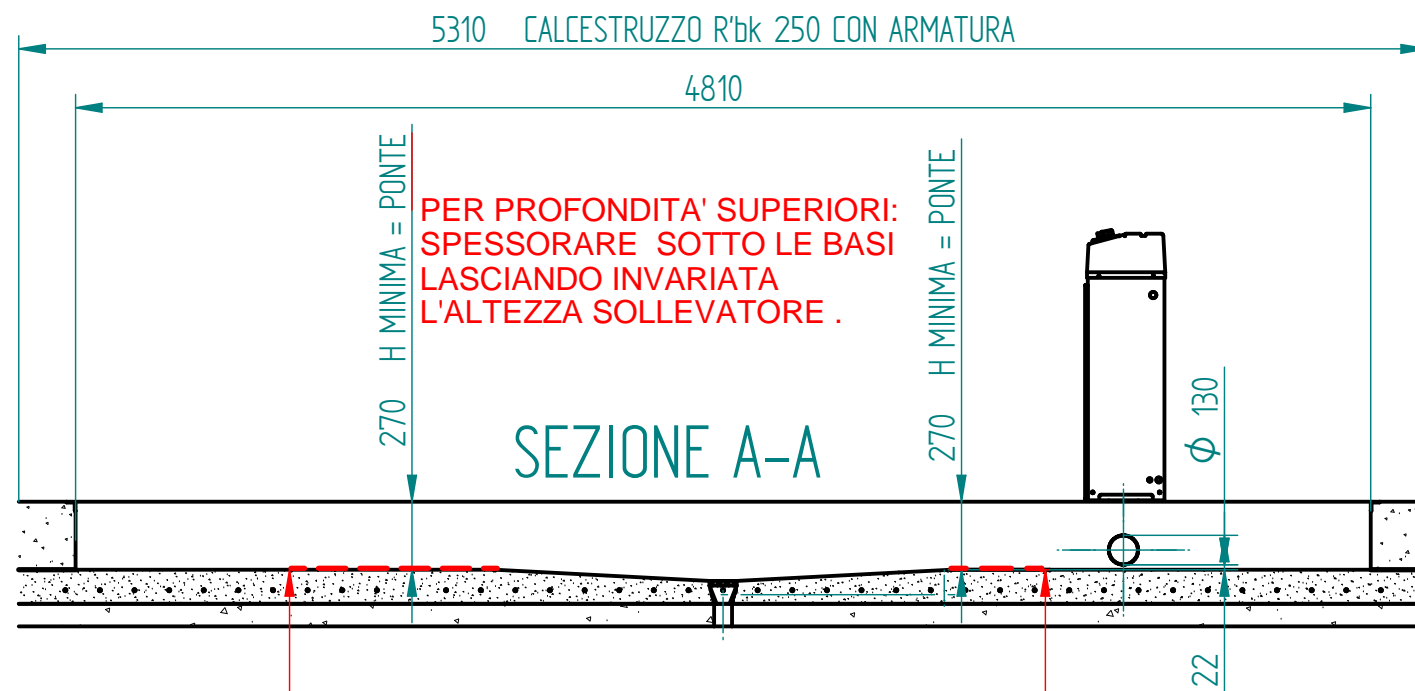 5310 CALCESTRUZZO R'bk 250 CON ARMATURA
4810
270 H MINIMA = PONTE
PER PROFONDITA' SUPERIORI:
SPESSORARE SOTTO LE BASI
LASCIANDO INVARIATA
L'ALTEZZA SOLLEVATORE .
270 H MINIMA = PONTE
ϕ 130
SEZIONE A-A
22